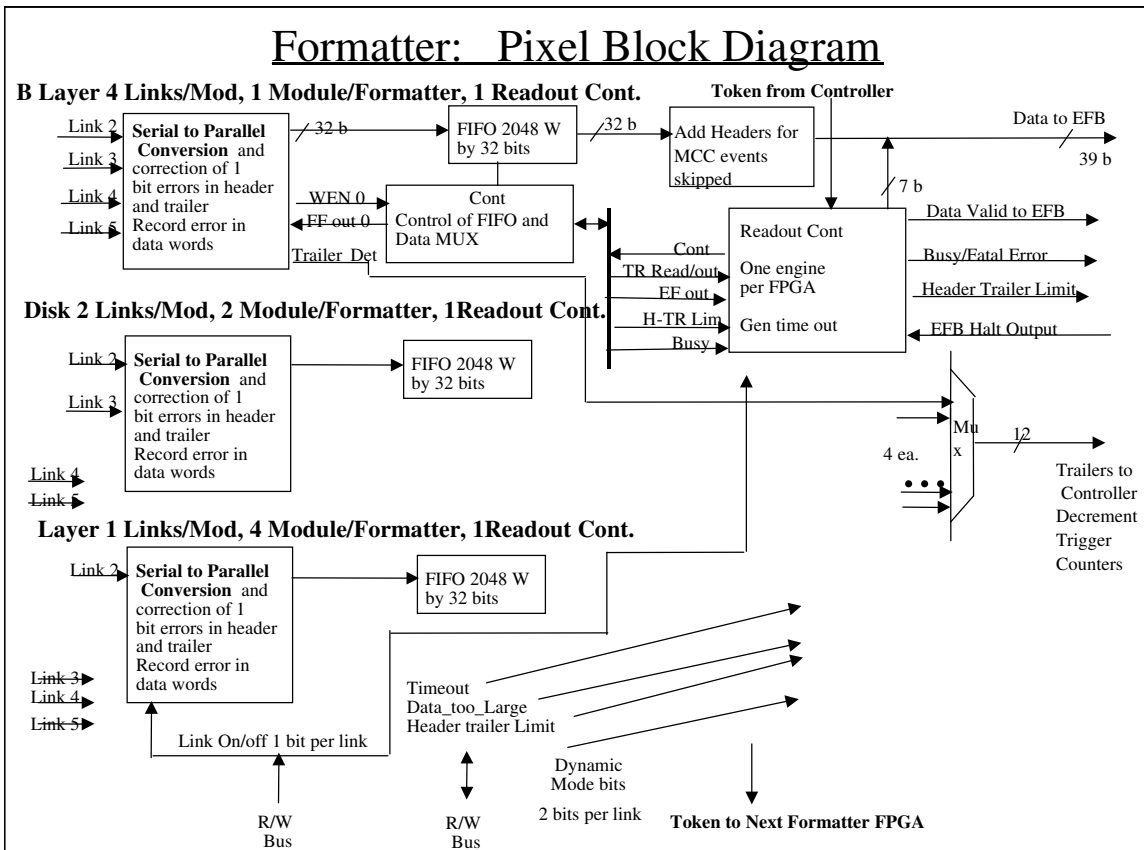 Formatter: Pixel Block Diagram
B Layer 4 Links/Mod, 1 Module/Formatter, 1 Readout Cont.
Token from Controller
Link 2
Link 3
Link 4
Link 5
Serial to Parallel
Conversion and
correction of 1
bit errors in header
and trailer
Record error in
data words
32 b
FIFO 2048 W
by 32 bits
32 b
Add Headers for
MCC events
skipped
Data to EFB
39 b
7 b
WEN 0
FF out 0
Trailer_Det
Cont
Control of FIFO and
Data MUX
Cont
TR Read/out
EF out
H-TR Lim
Busy
Readout Cont
One engine
per FPGA
Gen time out
Data Valid to EFB
Busy/Fatal Error
Header Trailer Limit
EFB Halt Output
Disk 2 Links/Mod, 2 Module/Formatter, 1Readout Cont.
Link 2
Link 3
Link 4
Link 5
Serial to Parallel
Conversion and
correction of 1
bit errors in header
and trailer
Record error in
data words
FIFO 2048 W
by 32 bits
4 ea.
Mu
x
12
Trailers to
Controller
Decrement
Trigger
Counters
Layer 1 Links/Mod, 4 Module/Formatter, 1Readout Cont.
Link 2
Link 3
Link 4
Link 5
Serial to Parallel
Conversion and
correction of 1
bit errors in header
and trailer
Record error in
data words
FIFO 2048 W
by 32 bits
Timeout
Data_too_Large
Header trailer Limit
Link On/off 1 bit per link
Dynamic
Mode bits
2 bits per link
R/W
Bus
R/W
Bus
Token to Next Formatter FPGA